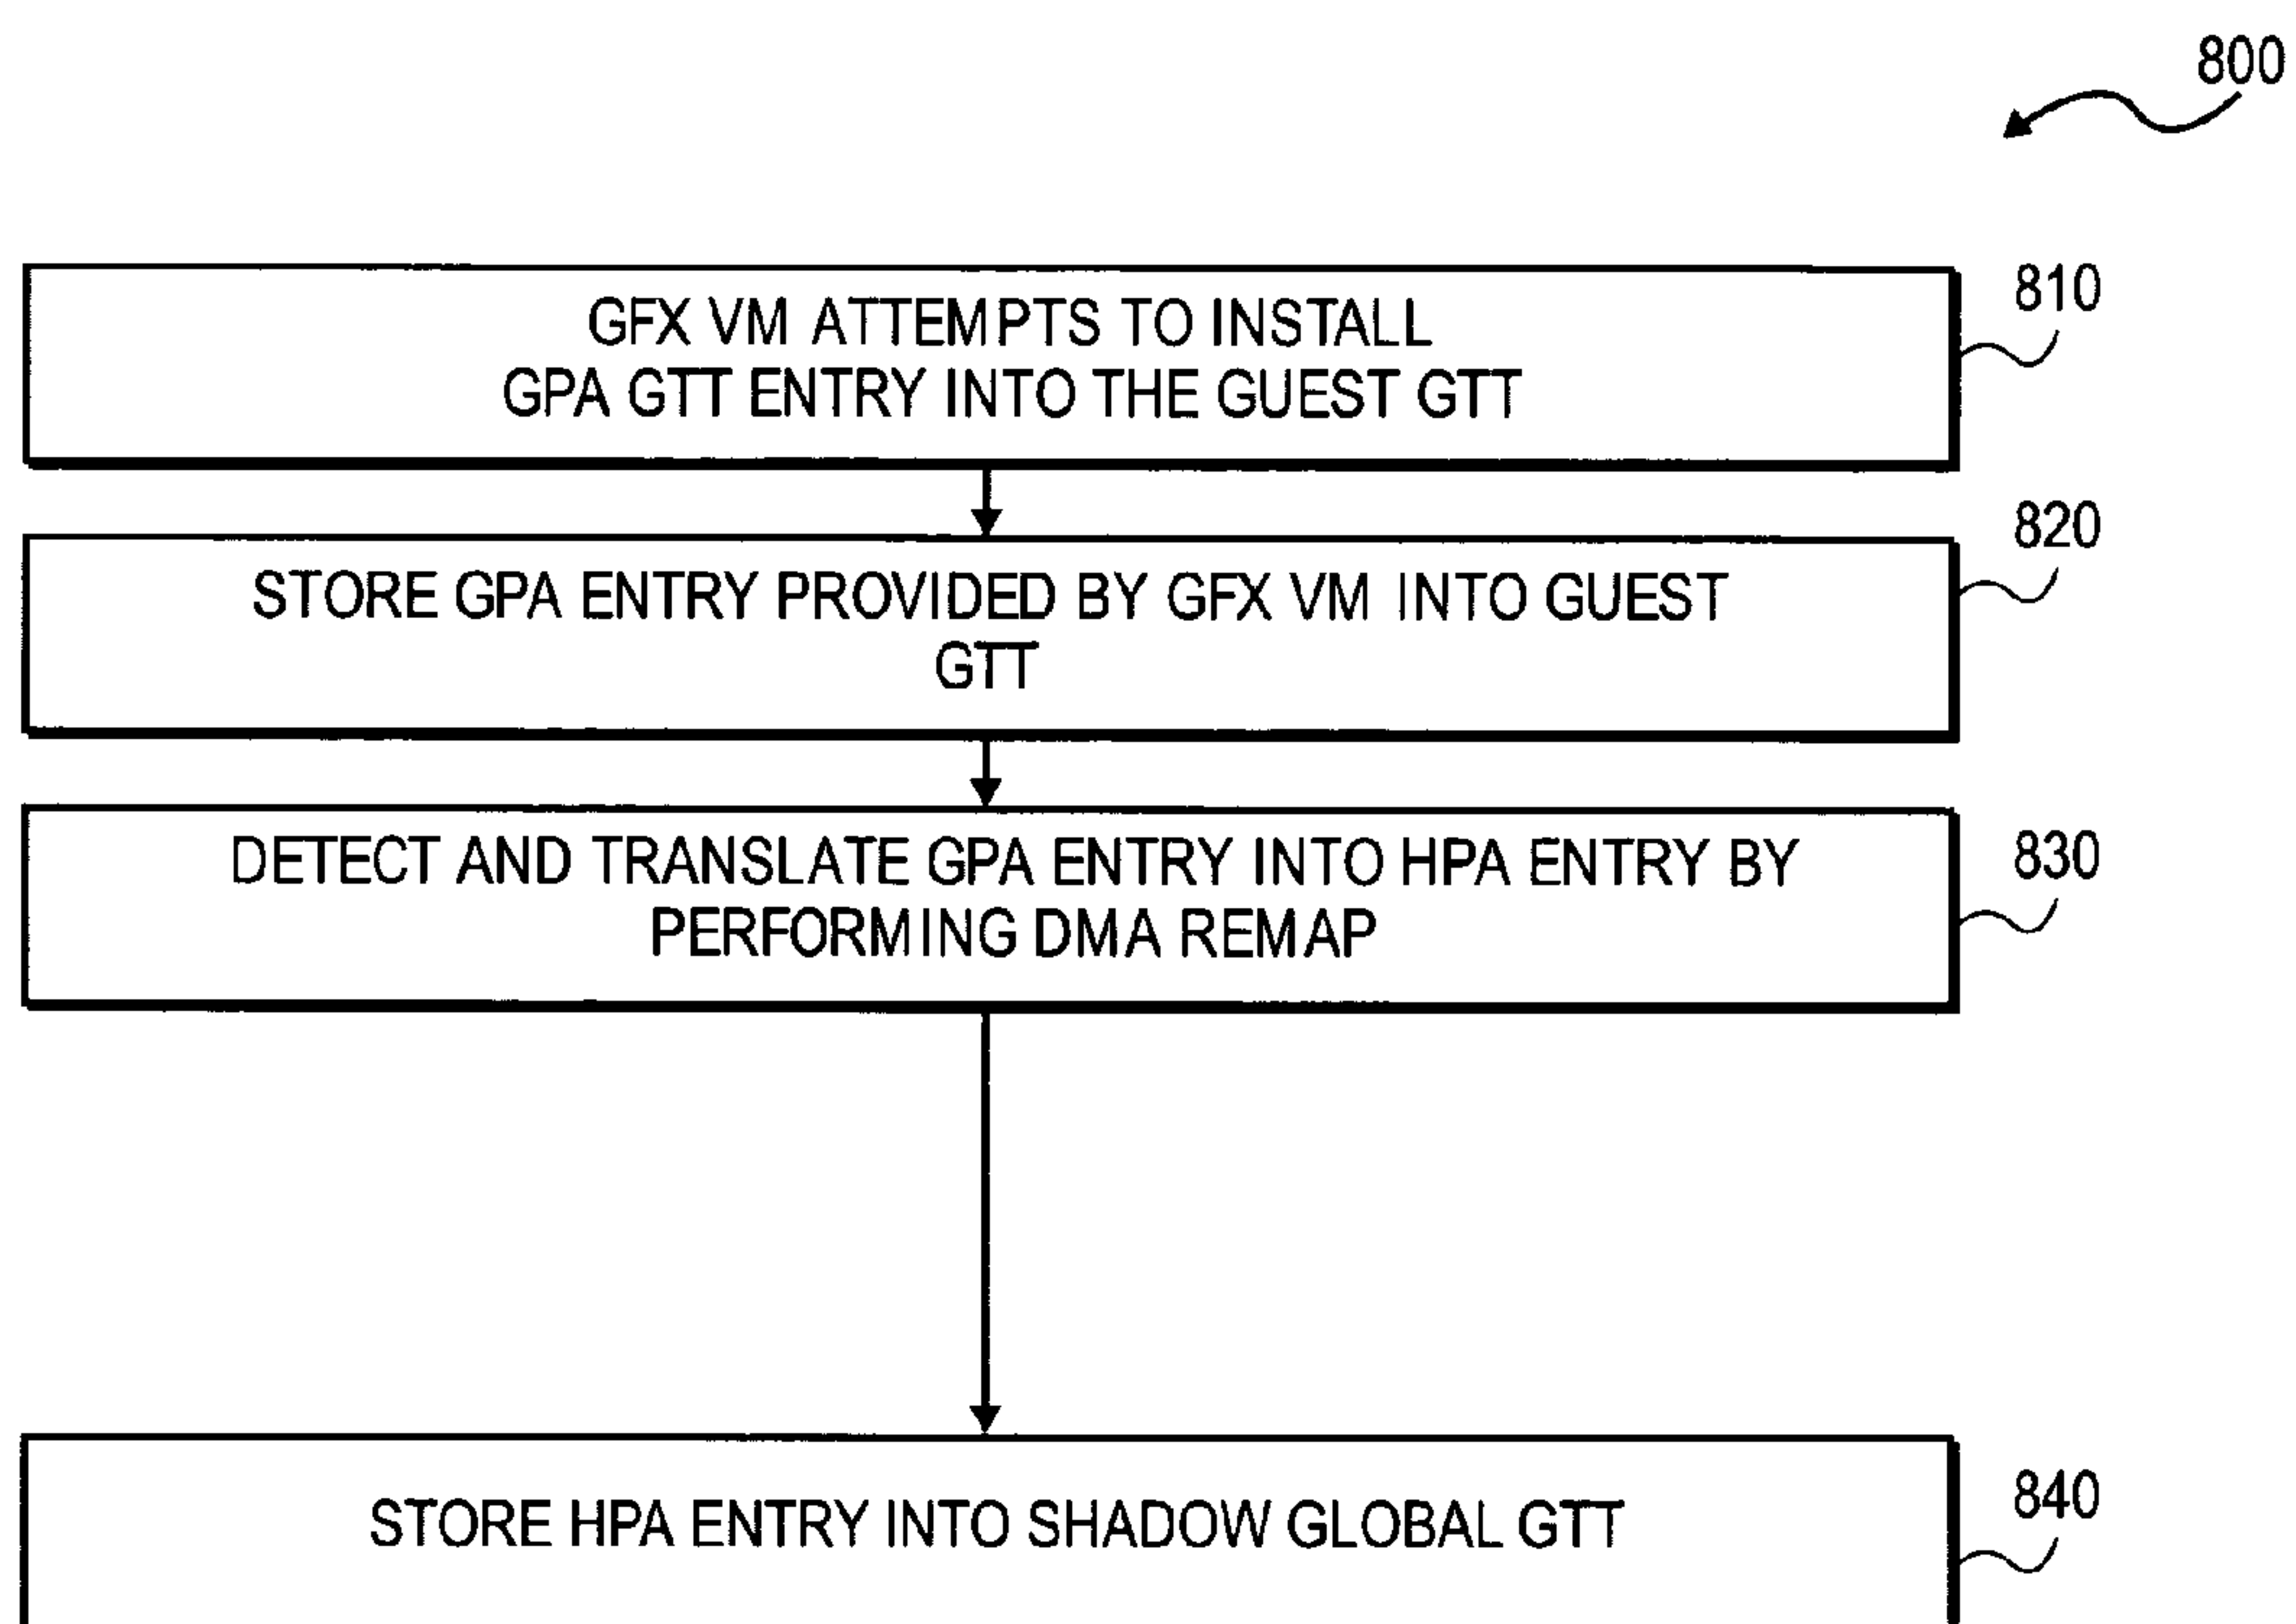 800
GFX VM ATTEMPTS TO INSTALL
GPA GTT ENTRY INTO THE GUEST GTT
810
STORE GPA ENTRY PROVIDED BY GFX VM INTO GUEST
GTT
820
DETECT AND TRANSLATE GPA ENTRY INTO HPA ENTRY BY
PERFORMING DMA REMAP
830
STORE HPA ENTRY INTO SHADOW GLOBAL GTT
840